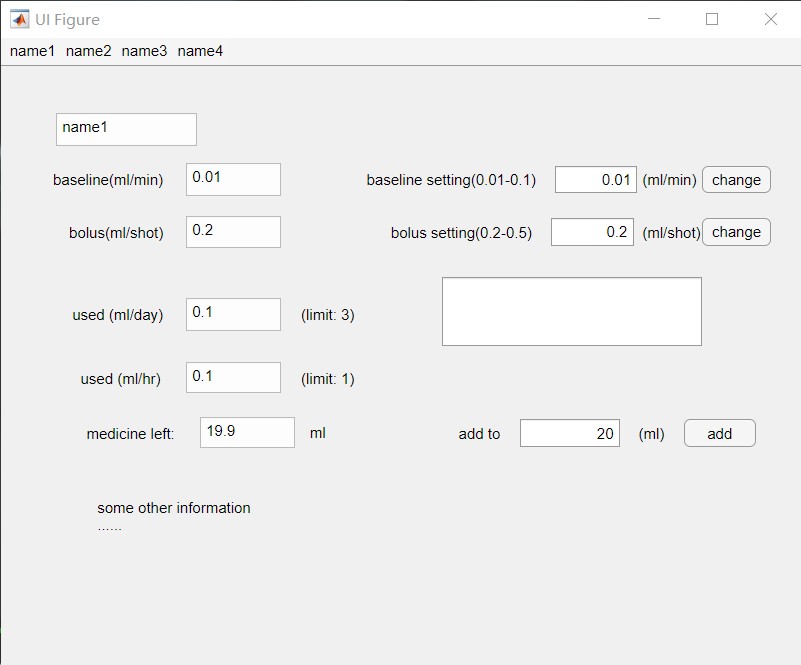 UI Figure
name1 name2 name3 name4
name1
baseline(ml/min) 0.01 baseline setting(0.01-0.1) 0.01 (ml/min) change
bolus(ml/shot) 0.2 bolus setting(0.2-0.5) 0.2 (ml/shot) change
used (ml/day) 0.1 (limit: 3)
used (ml/hr) 0.1 (limit: 1)
medicine left: 19.9 ml add to 20 (ml) add
some other information
......